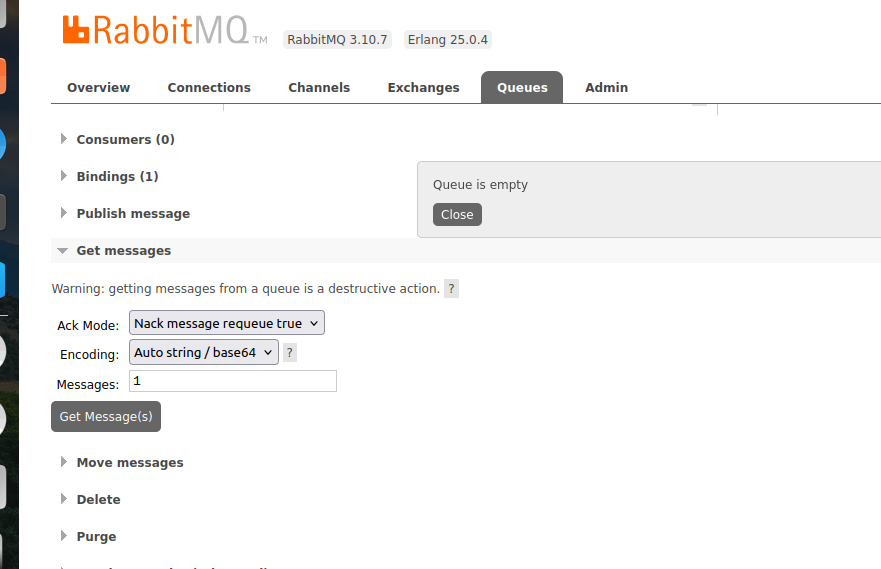 RabbitMQ TM RabbitMQ 3.10.7 Erlang 25.0.4
Overview Connections Channels Exchanges Queues Admin
Consumers (0)
Bindings (1)
Queue is empty
Publish message
Close
Get messages
Warning: getting messages from a queue is a destructive action. ?
Ack Mode: Nack message requeue true
Encoding: Auto string / base64 ?
Messages: 1
Get Message(s)
Move messages
Delete
Purge